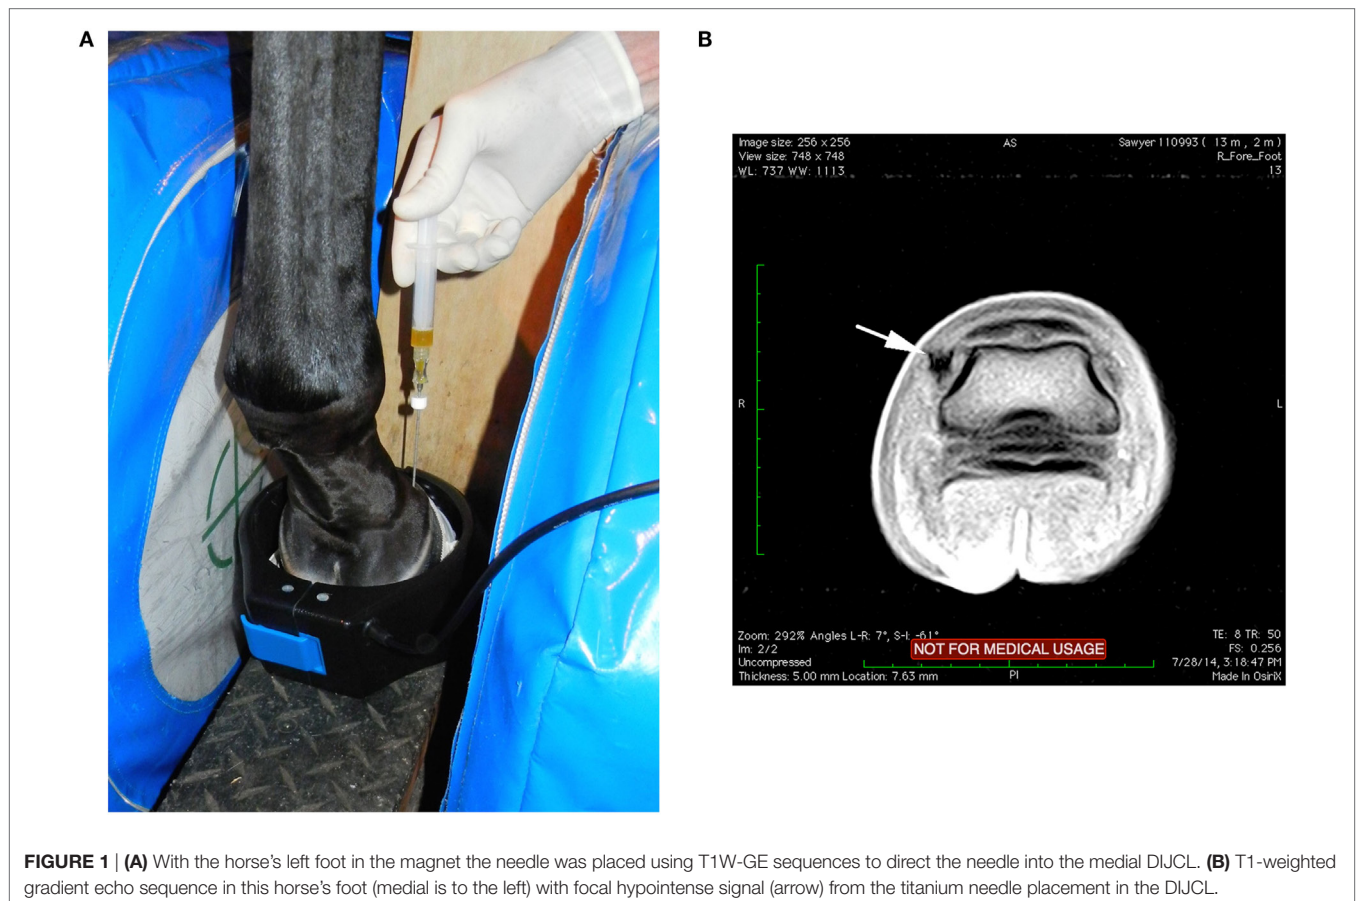 A
B
Image size: 256 x 256
View size: 748 x 748
WL: 737 WW: 1113
AS
Sawyer 110993 ( 13 m , 2 m )
R_Fore_Foot
13
R
L
Zoom: 292% Angles L-R: 7°, S-I: -61°
Im: 2/2
Uncompressed
Thickness: 5.00 mm Location: 7.63 mm
NOT FOR MEDICAL USAGE
PI
TE: 8 TR: 50
FS: 0.256
7/28/14, 3:18:47 PM
Made In OsiriX
FIGURE 1 | (A) With the horse's left foot in the magnet the needle was placed using T1W-GE sequences to direct the needle into the medial DIJCL. (B) T1-weighted
gradient echo sequence in this horse's foot (medial is to the left) with focal hypointense signal (arrow) from the titanium needle placement in the DIJCL.